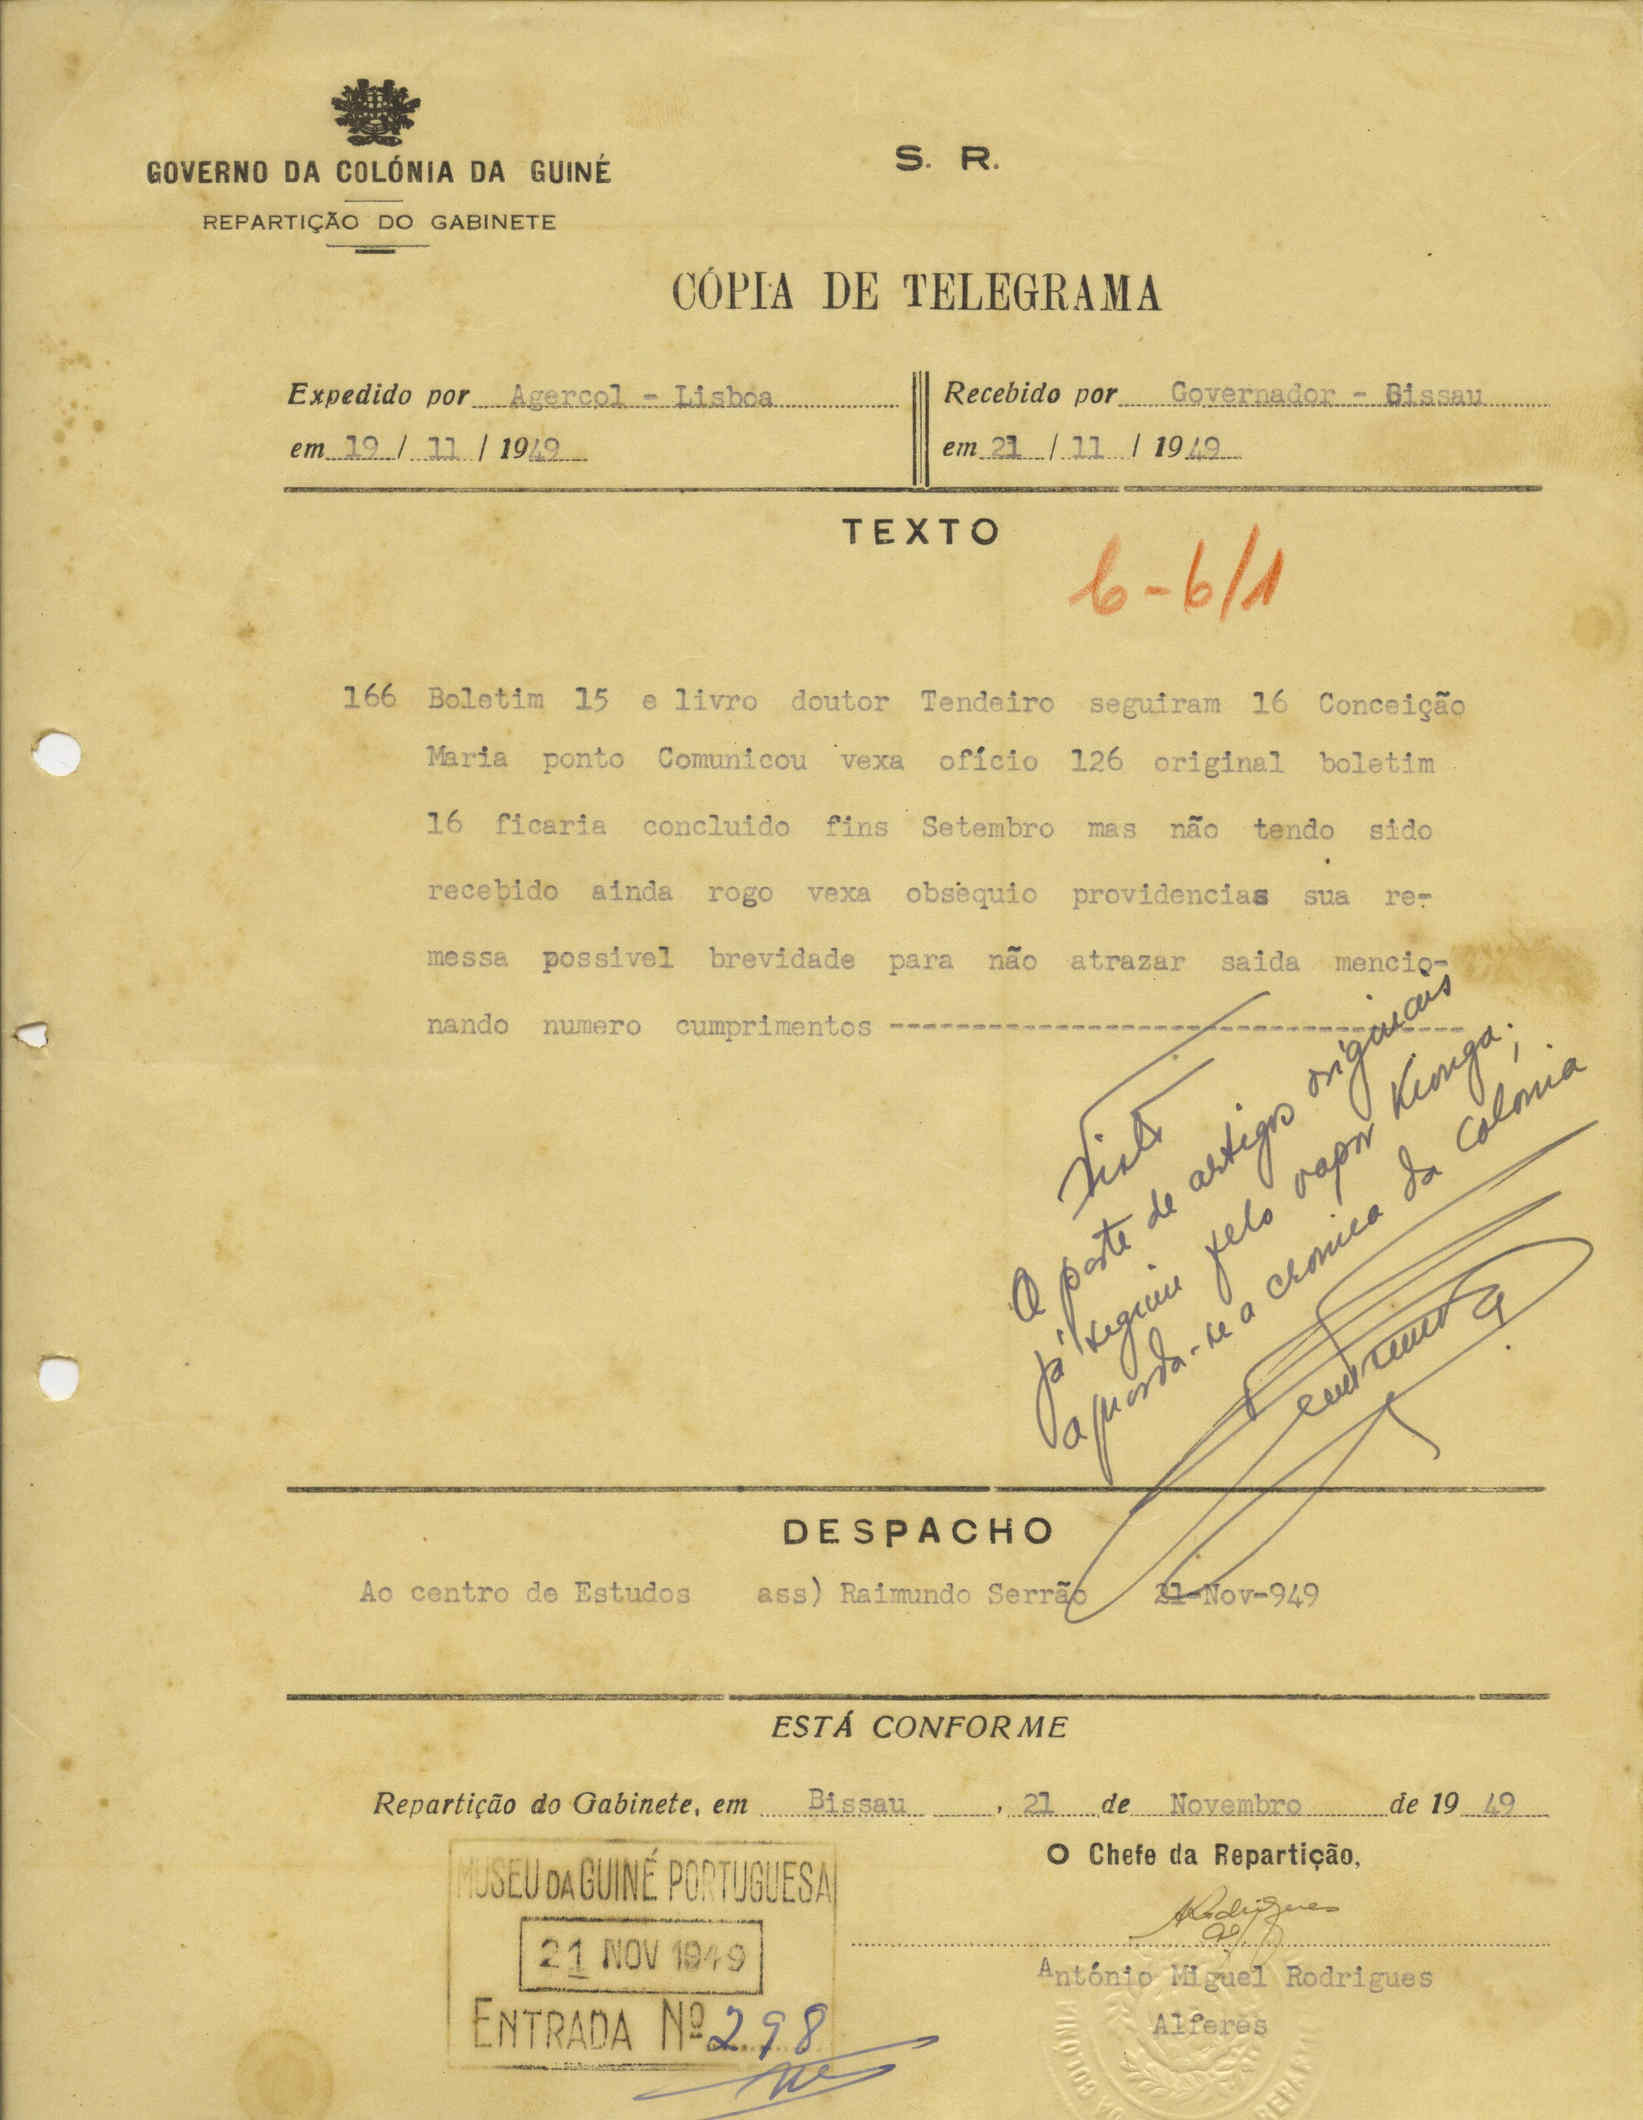 GOVERNO DA COLÓNIA DA GUINÉ
REPARTIÇÃO DO GABINETE
S. R.
CÓPIA DE TELEGRAMA
Expedido por Agercol - Lisboa
em 19 / 11 / 1949
Recebido por Governador - Bissau
em 21 / 11 / 1949
TEXTO
6-6/1
166 Boletim 15 e livro doutor Tendeiro seguiram 16 Conceição
Maria ponto Comunicou vexa ofício 126 original boletim
16 ficaria concluido fins Setembro mas não tendo sido
recebido ainda rogo vexa obsequio providencias sua re-
messa possivel brevidade para não atrazar saida mencio-
nando numero cumprimentos -------------------------------
Visto
A parte de artigos originais
já seguiu pelo vapor Kionga;
aguarda-se a cronica da Colonia
DESPACHO
Ao centro de Estudos ass) Raimundo Serrão 21-Nov-949
ESTÁ CONFORME
Repartição do Gabinete, em Bissau, 21 de Novembro de 1949
O Chefe da Repartição,
ARodrigues
António Miguel Rodrigues
Alferes
MUSEU DA GUINÉ PORTUGUESA
21 NOV 1949
ENTRADA Nº 298